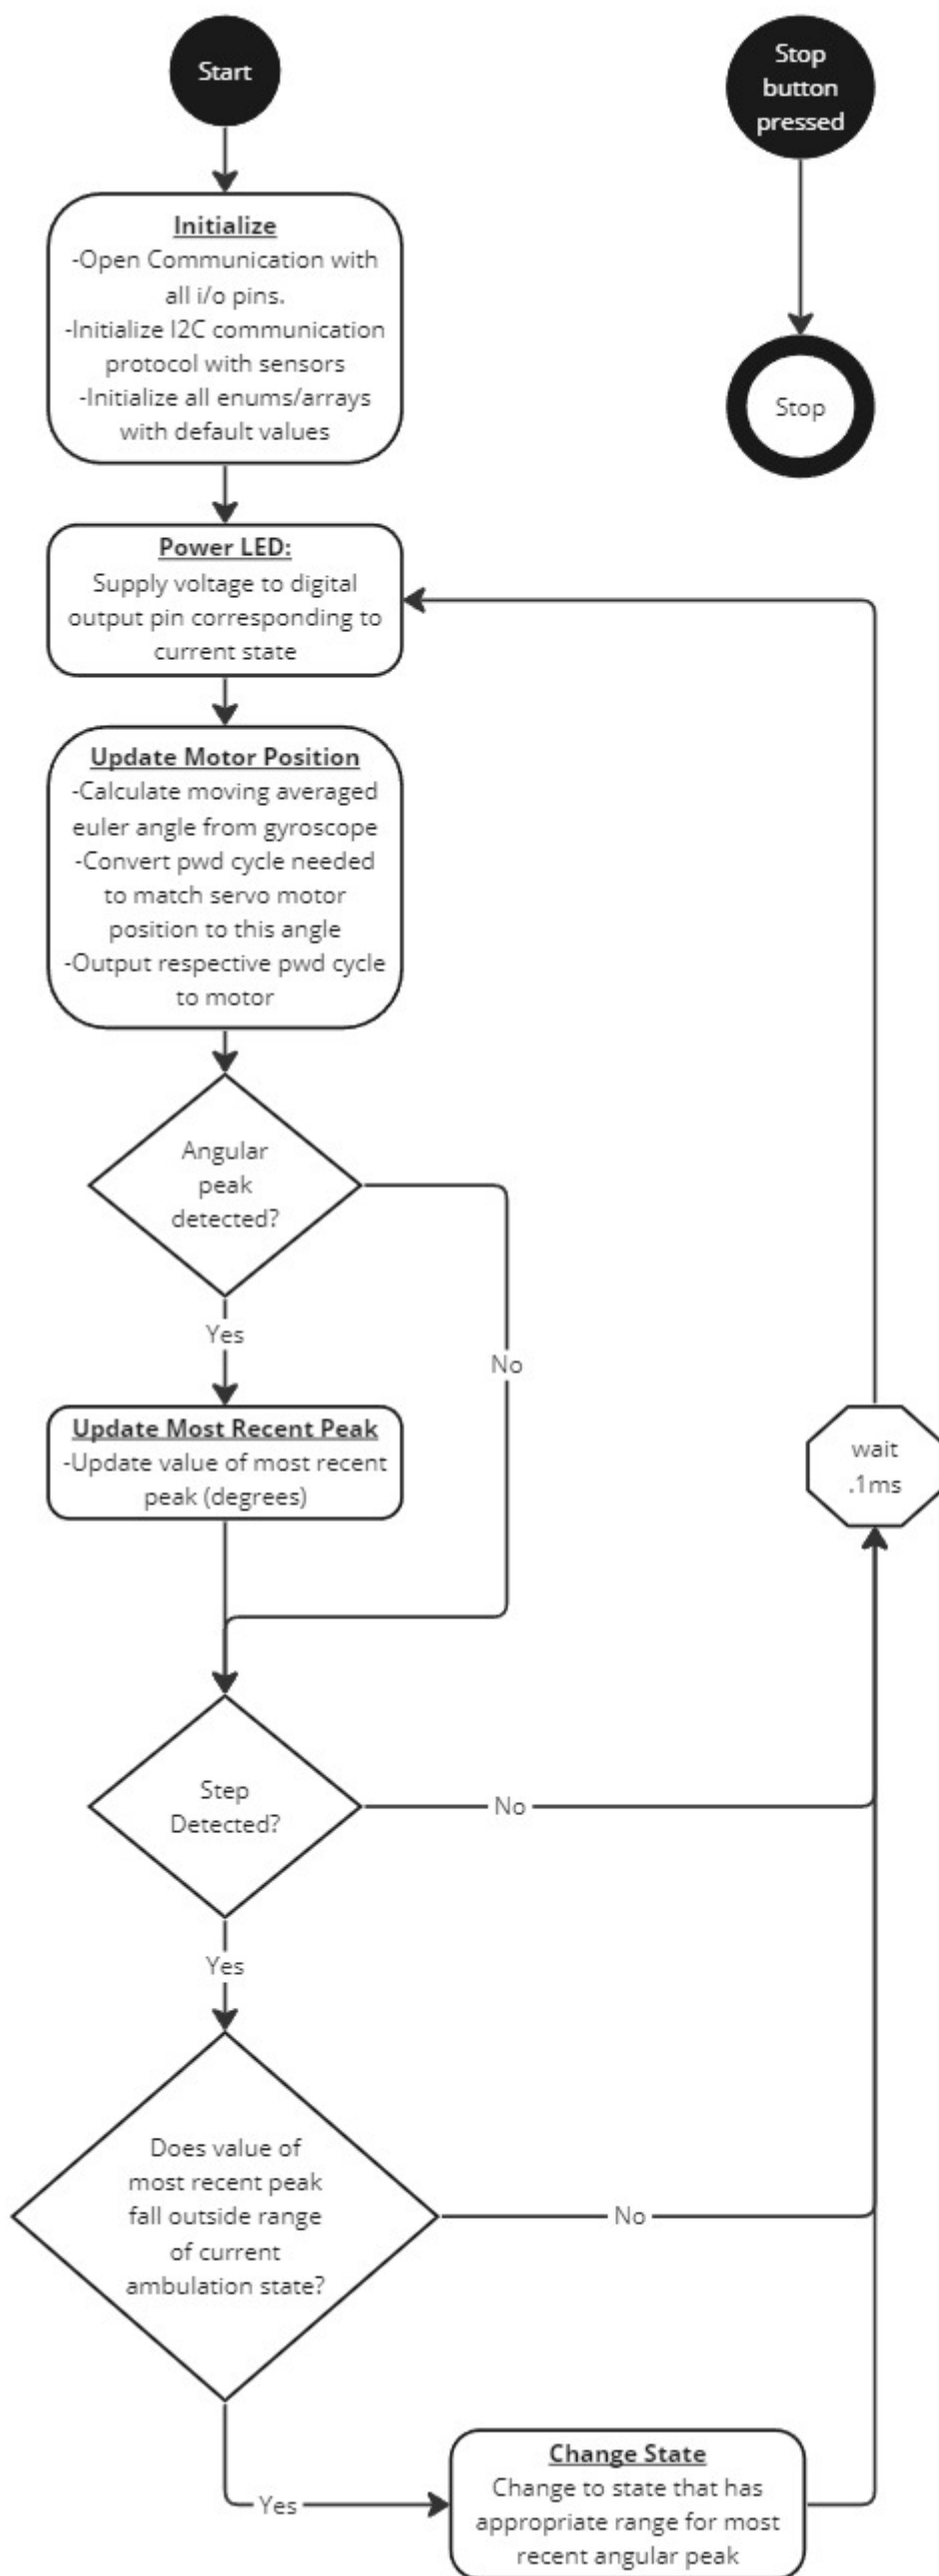 Start
Stop
button
pressed
Initialize
-Open Communication with
all i/o pins.
-Initialize I2C communication
protocol with sensors
-Initialize all enums/arrays
with default values
Stop
Power LED:
Supply voltage to digital
output pin corresponding to
current state
Update Motor Position
-Calculate moving averaged
euler angle from gyroscope
-Convert pwd cycle needed
to match servo motor
position to this angle
-Output respective pwd cycle
to motor
Angular
peak
detected?
Yes
No
Update Most Recent Peak
-Update value of most recent
peak (degrees)
wait
.1ms
Step
Detected?
No
Yes
Does value of
most recent peak
fall outside range
of current
ambulation state?
No
Yes
Change State
Change to state that has
appropriate range for most
recent angular peak